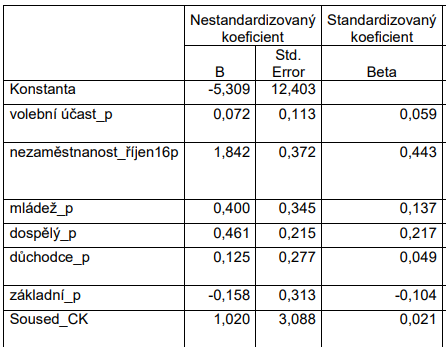 Nestandardizovaný koeficient Standardizovaný koeficient
B Std. Error Beta
Konstanta -5,309 12,403
volební účast_p 0,072 0,113 0,059
nezaměstnanost_říjen16p 1,842 0,372 0,443
mládež_p 0,400 0,345 0,137
dospělý_p 0,461 0,215 0,217
důchodce_p 0,125 0,277 0,049
základní_p -0,158 0,313 -0,104
Soused_CK 1,020 3,088 0,021